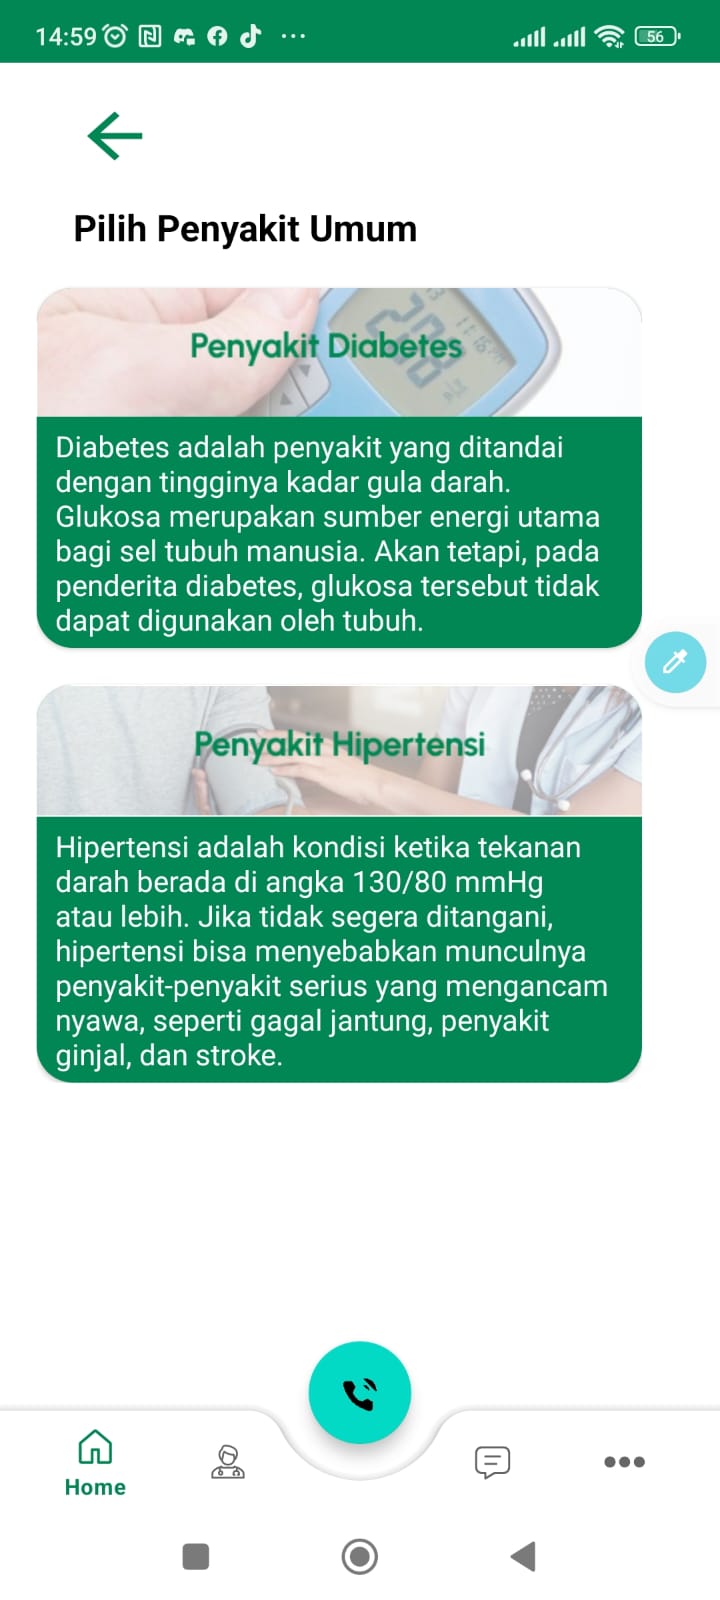 14:59 56
Pilih Penyakit Umum
Penyakit Diabetes
Diabetes adalah penyakit yang ditandai
dengan tingginya kadar gula darah.
Glukosa merupakan sumber energi utama
bagi sel tubuh manusia. Akan tetapi, pada
penderita diabetes, glukosa tersebut tidak
dapat digunakan oleh tubuh.
Penyakit Hipertensi
Hipertensi adalah kondisi ketika tekanan
darah berada di angka 130/80 mmHg
atau lebih. Jika tidak segera ditangani,
hipertensi bisa menyebabkan munculnya
penyakit-penyakit serius yang mengancam
nyawa, seperti gagal jantung, penyakit
ginjal, dan stroke.
Home